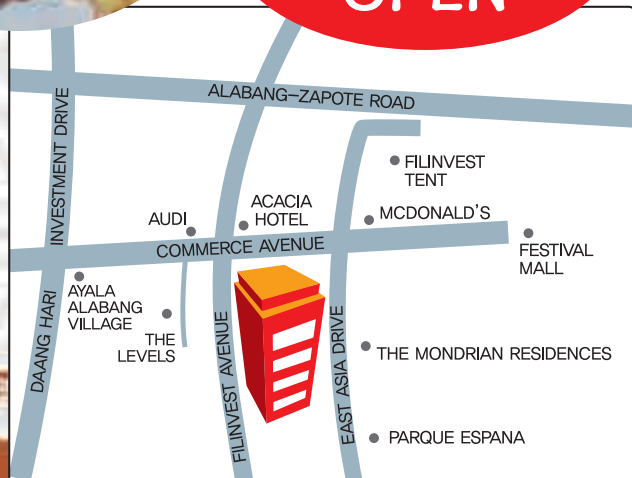 OPEN
ALABANG-ZAPOTE ROAD
INVESTMENT DRIVE
FILINVEST
TENT
ACACIA
HOTEL
MCDONALD'S
AUDI
COMMERCE AVENUE
FESTIVAL
MALL
AYALA
ALABANG
VILLAGE
THE
LEVELS
DAANG HARI
FILINVEST AVENUE
EAST ASIA DRIVE
THE MONDRIAN RESIDENCES
PARQUE ESPANA